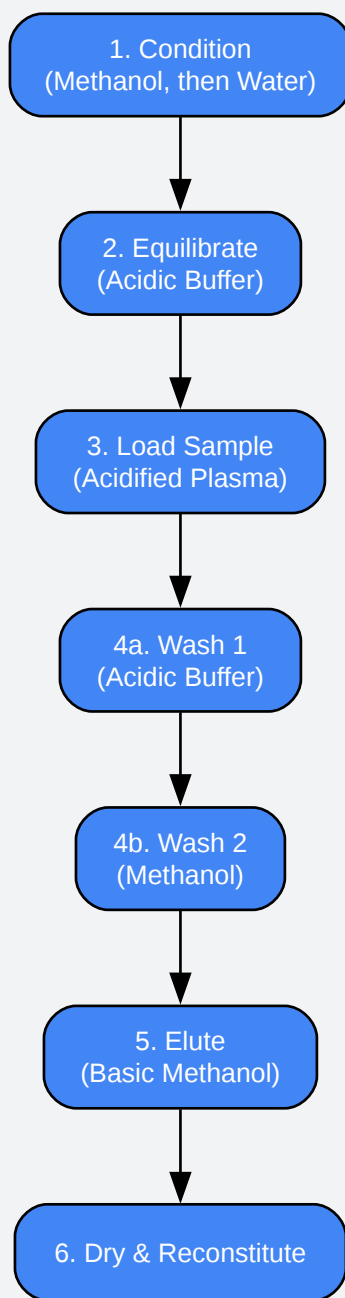 1. Condition
(Methanol, then Water)
2. Equilibrate
(Acidic Buffer)
3. Load Sample
(Acidified Plasma)
4a. Wash 1
(Acidic Buffer)
4b. Wash 2
(Methanol)
5. Elute
(Basic Methanol)
6. Dry & Reconstitute